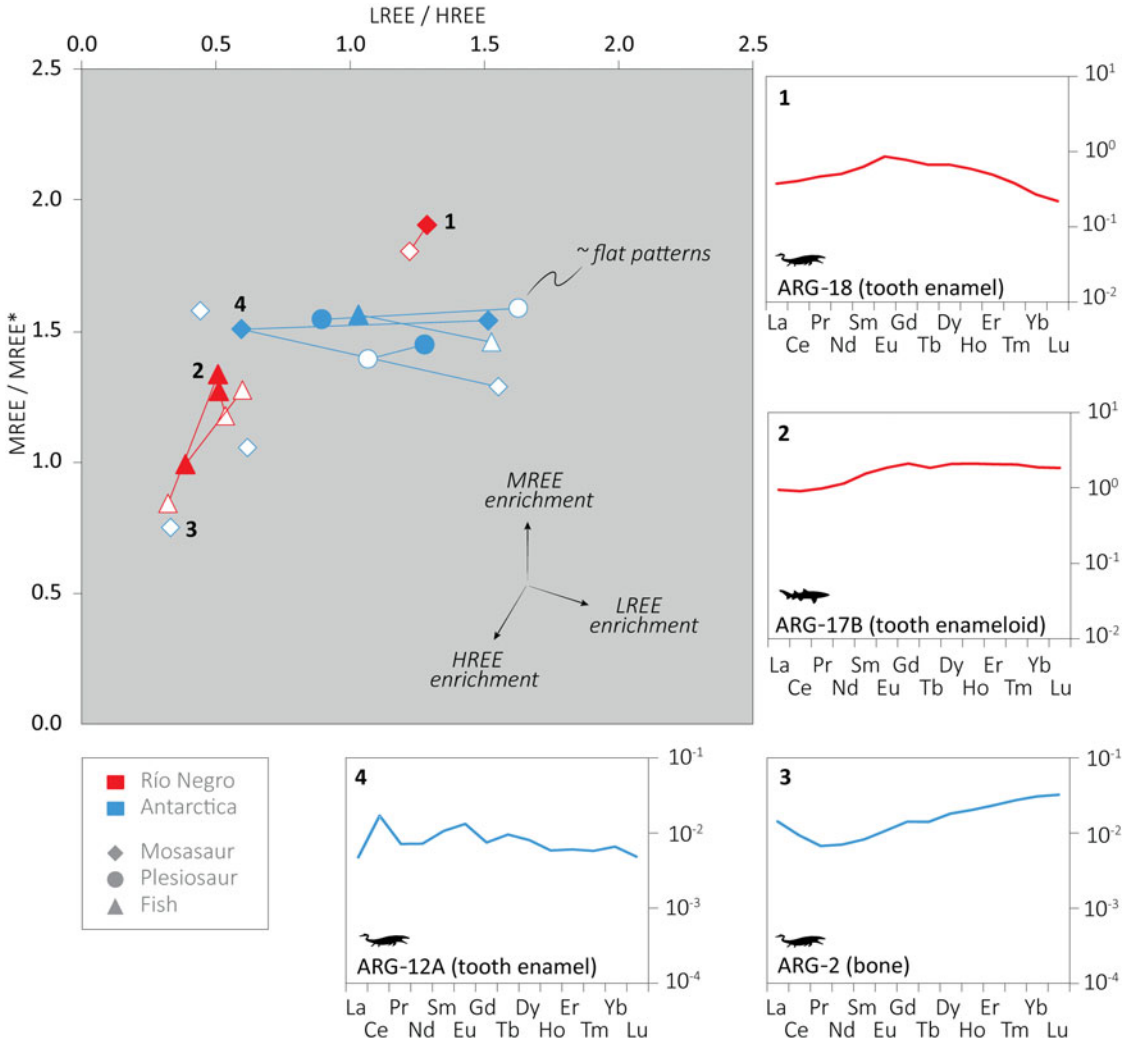 LREE / HREE
0.0 0.5 1.0 1.5 2.0 2.5
MREE / MREE*
2.5
2.0
1.5
1.0
0.5
0.0
1
2
3
4
~ flat patterns
MREE
enrichment
LREE
enrichment
HREE
enrichment
1
10¹
10⁰
10⁻¹
10⁻²
ARG-18 (tooth enamel)
La Pr Sm Gd Dy Er Yb
Ce Nd Eu Tb Ho Tm Lu
2
10¹
10⁰
10⁻¹
10⁻²
ARG-17B (tooth enameloid)
La Pr Sm Gd Dy Er Yb
Ce Nd Eu Tb Ho Tm Lu
Río Negro
Antarctica
Mosasaur
Plesiosaur
Fish
4
10⁻¹
10⁻²
10⁻³
10⁻⁴
ARG-12A (tooth enamel)
La Pr Sm Gd Dy Er Yb
Ce Nd Eu Tb Ho Tm Lu
3
10⁻¹
10⁻²
10⁻³
10⁻⁴
ARG-2 (bone)
La Pr Sm Gd Dy Er Yb
Ce Nd Eu Tb Ho Tm Lu